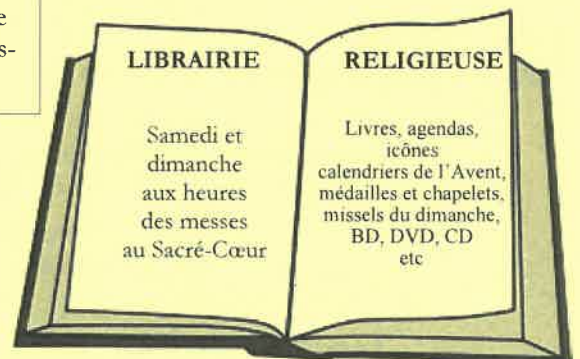 e
s-
LIBRAIRIE
Samedi et
dimanche
aux heures
des messes
au Sacré-Cœur
RELIGIEUSE
Livres, agendas,
icônes
calendriers de l'Avent,
médailles et chapelets,
missels du dimanche,
BD, DVD, CD
etc